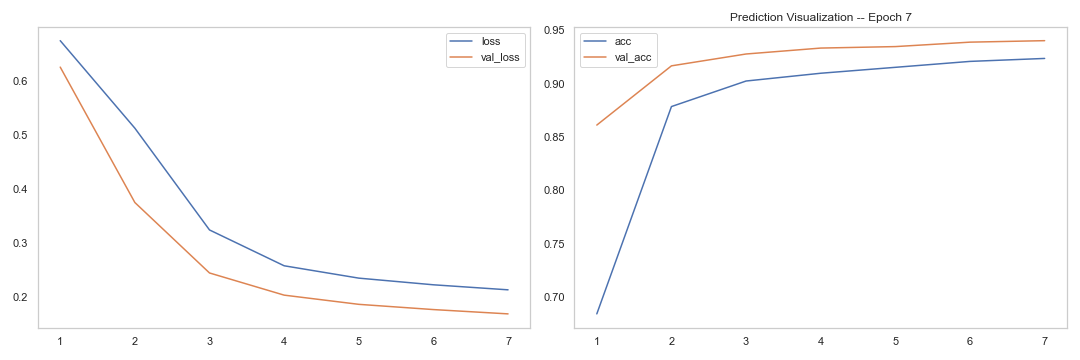 loss
val_loss
0.6
0.5
0.4
0.3
0.2
1 2 3 4 5 6 7
Prediction Visualization -- Epoch 7
acc
val_acc
0.95
0.90
0.85
0.80
0.75
0.70
1 2 3 4 5 6 7